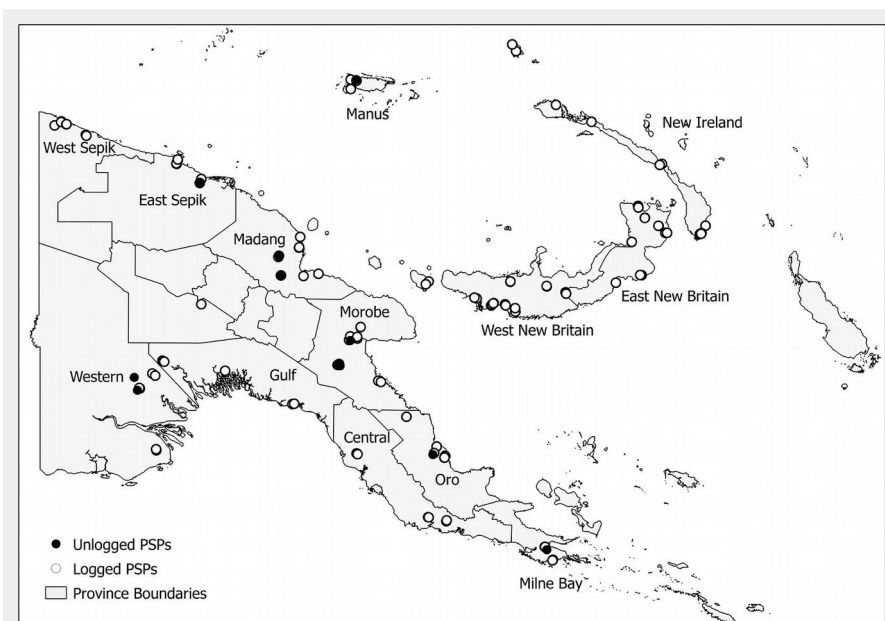 Manus
New Ireland
West Sepik
East Sepik
Madang
Morobe
East New Britain
West New Britain
Western
Gulf
Central
Oro
Unlogged PSPs
Logged PSPs
Province Boundaries
Milne Bay